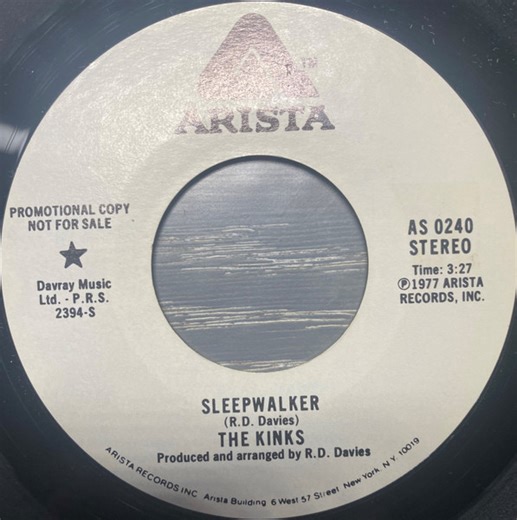 ARISTA
PROMOTIONAL COPY
NOT FOR SALE
Davray Music
Ltd. - P.R.S.
2394-S
AS 0240
STEREO
Time: 3:27
Ⓟ1977 ARISTA
RECORDS, INC.
SLEEPWALKER
(R.D. Davies)
THE KINKS
Produced and arranged by R.D. Davies
ARISTA RECORDS INC Arista Building 6 West 57 Street New York N.Y. 10019